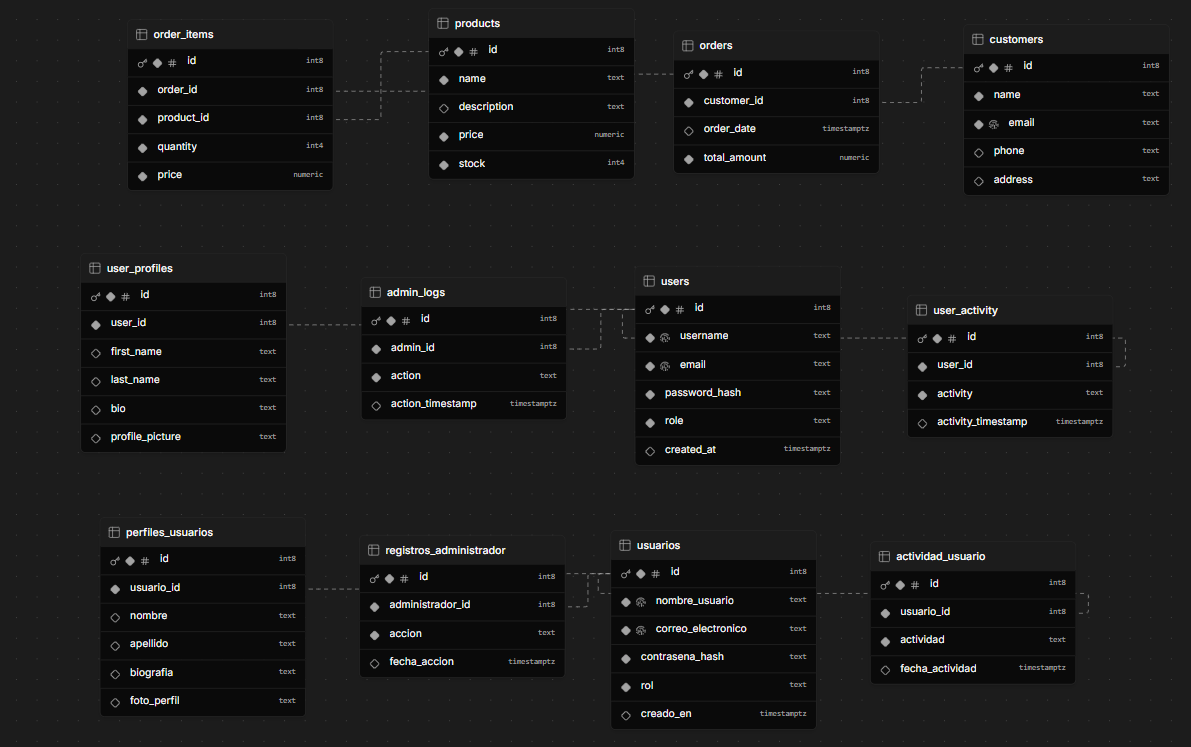 order_items
id int8
order_id int8
product_id int8
quantity int4
price numeric
products
id int8
name text
description text
price numeric
stock int4
orders
id int8
customer_id int8
order_date timestamptz
total_amount numeric
customers
id int8
name text
email text
phone text
address text
user_profiles
id int8
user_id int8
first_name text
last_name text
bio text
profile_picture text
admin_logs
id int8
admin_id int8
action text
action_timestamp timestamptz
users
id int8
username text
email text
password_hash text
role text
created_at timestamptz
user_activity
id int8
user_id int8
activity text
activity_timestamp timestamptz
perfiles_usuarios
id int8
usuario_id int8
nombre text
apellido text
biografia text
foto_perfil text
registros_administrador
id int8
administrador_id int8
accion text
fecha_accion timestamptz
usuarios
id int8
nombre_usuario text
correo_electronico text
contrasena_hash text
rol text
creado_en timestamptz
actividad_usuario
id int8
usuario_id int8
actividad text
fecha_actividad timestamptz